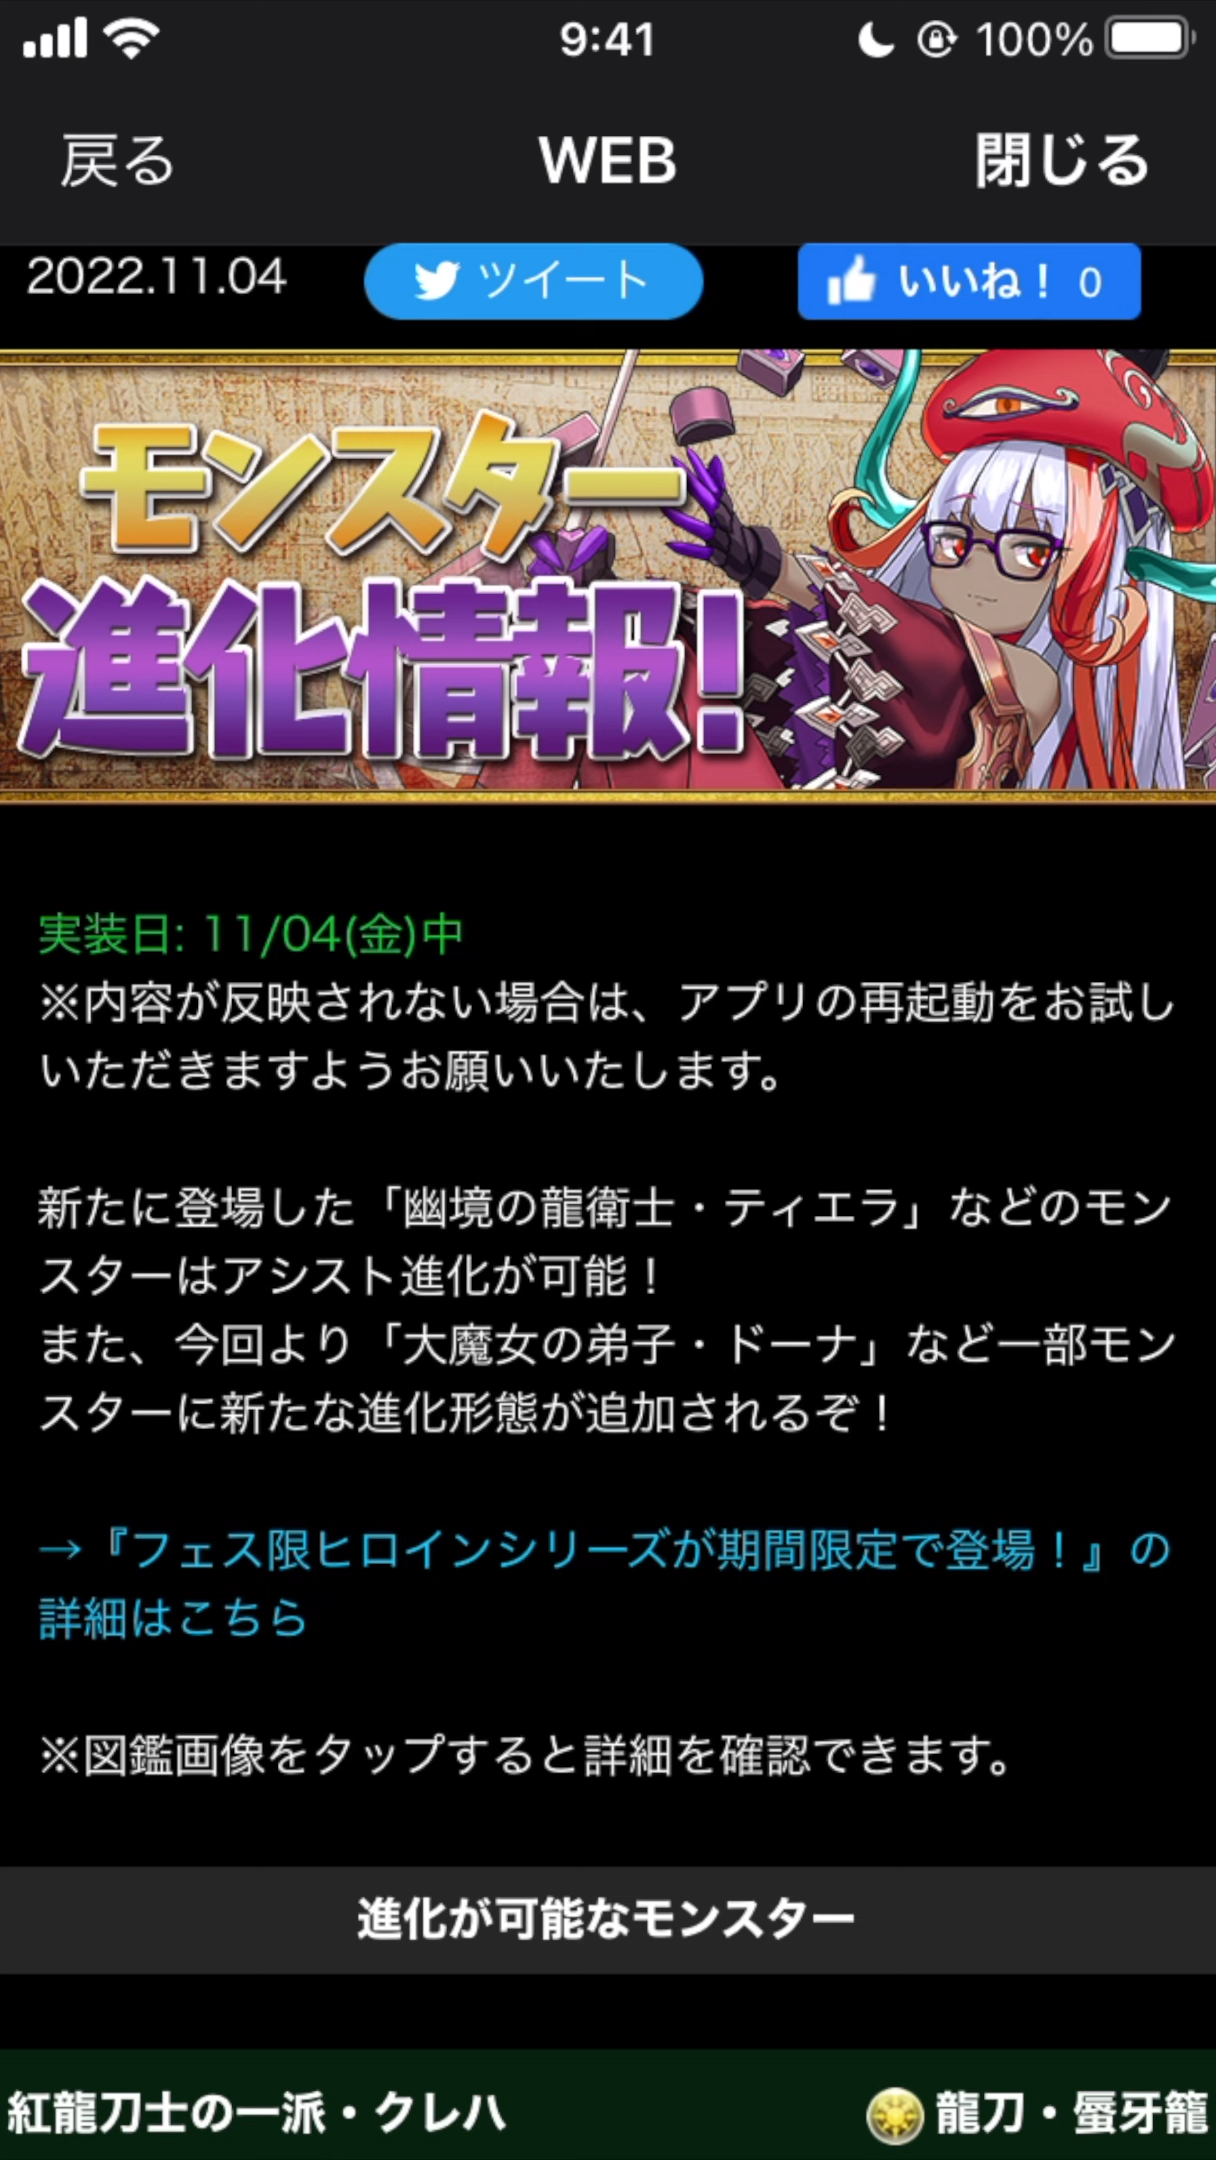 9:41
100%
戻る
WEB
閉じる
2022.11.04
ツイート
いいね！ 0
モンスター
進化情報!
実装日: 11/04(金)中
※内容が反映されない場合は、アプリの再起動をお試し
いただきますようお願いいたします。
新たに登場した「幽境の龍衛士・ティエラ」などのモン
スターはアシスト進化が可能！
また、今回より「大魔女の弟子・ドーナ」など一部モン
スターに新たな進化形態が追加されるぞ！
→『フェス限ヒロインシリーズが期間限定で登場！』の
詳細はこちら
※図鑑画像をタップすると詳細を確認できます。
進化が可能なモンスター
紅龍刀士の一派・クレハ
龍刀・蜃牙籠